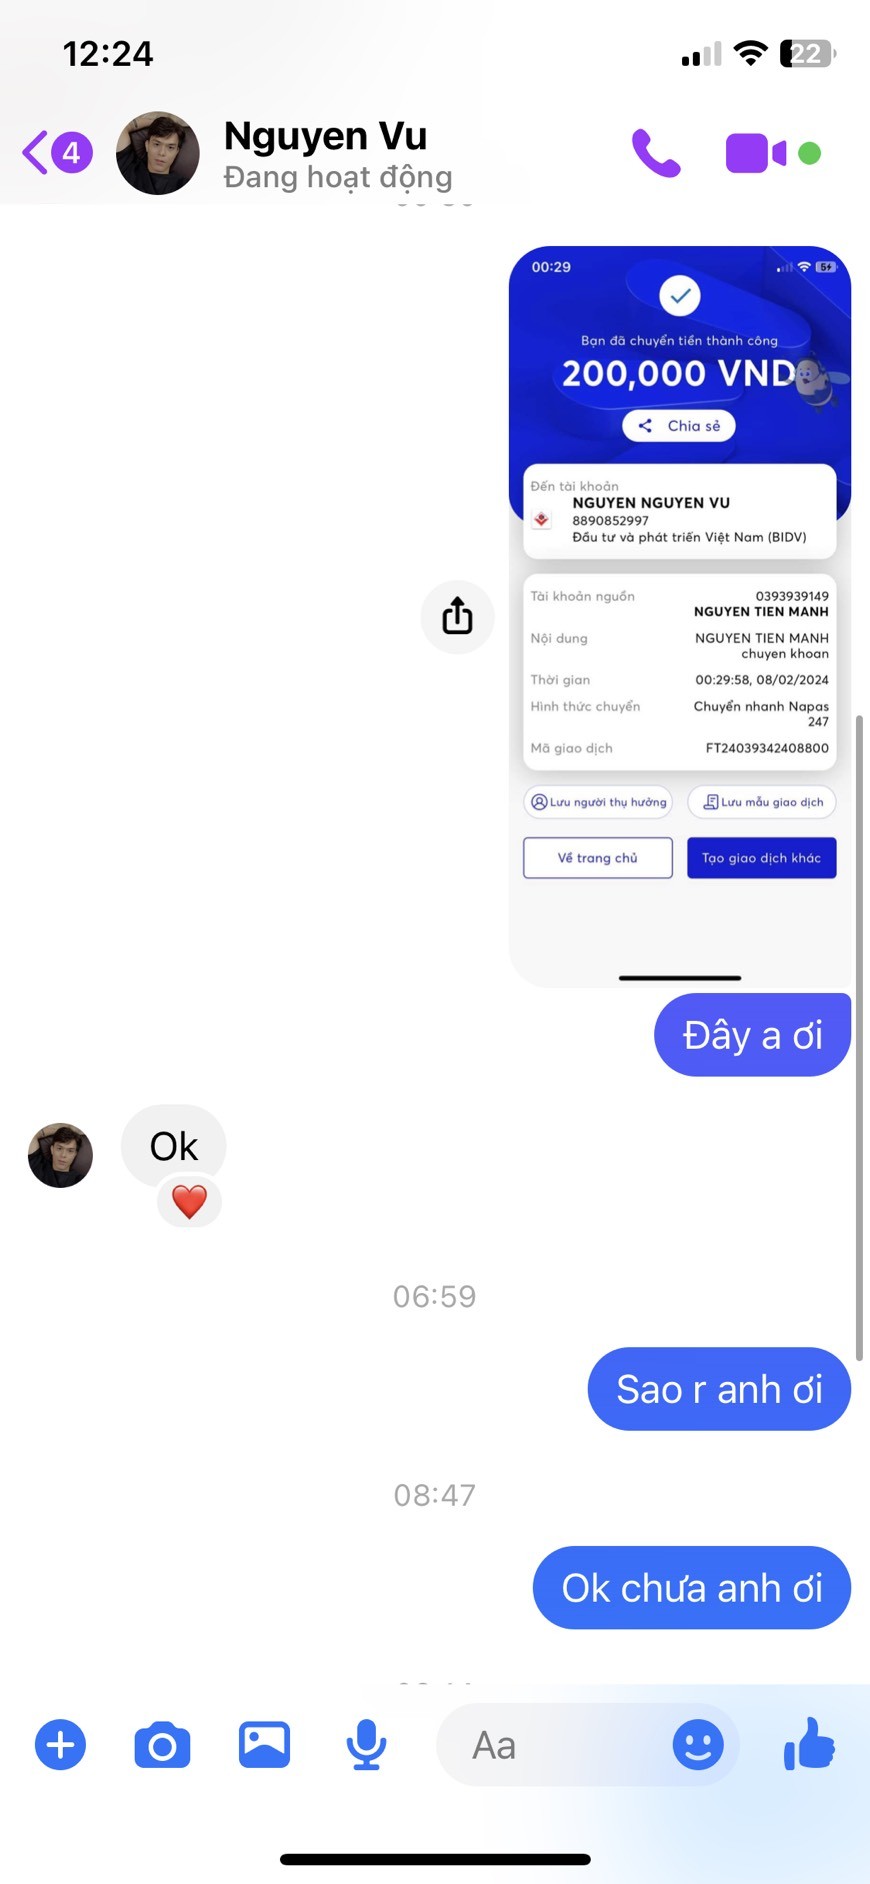 12:24
22
4
Nguyen Vu
Đang hoạt động
00:29
5
Bạn đã chuyển tiền thành công
200,000 VND
Chia sẻ
Đến tài khoản
NGUYEN NGUYEN VU
8890852997
Đầu tư và phát triển Việt Nam (BIDV)
Tài khoản nguồn
0393939149
NGUYEN TIEN MANH
Nội dung
NGUYEN TIEN MANH
chuyen khoan
Thời gian
00:29:58, 08/02/2024
Hình thức chuyển
Chuyển nhanh Napas
247
Mã giao dịch
FT24039342408800
Lưu người thụ hưởng
Lưu mẫu giao dịch
Về trang chủ
Tạo giao dịch khác
Đây a ơi
Ok
06:59
Sao r anh ơi
08:47
Ok chưa anh ơi
Aa